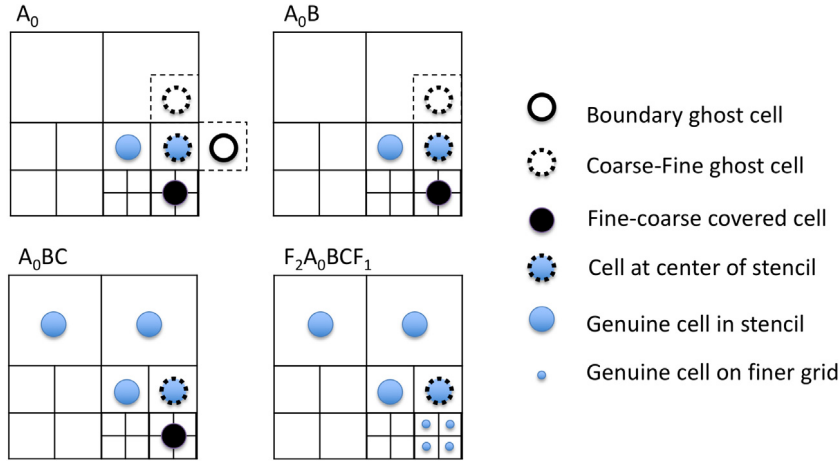 A₀
A₀B
Boundary ghost cell
Coarse-Fine ghost cell
Fine-coarse covered cell
A₀BC
F₂A₀BCF₁
Cell at center of stencil
Genuine cell in stencil
Genuine cell on finer grid